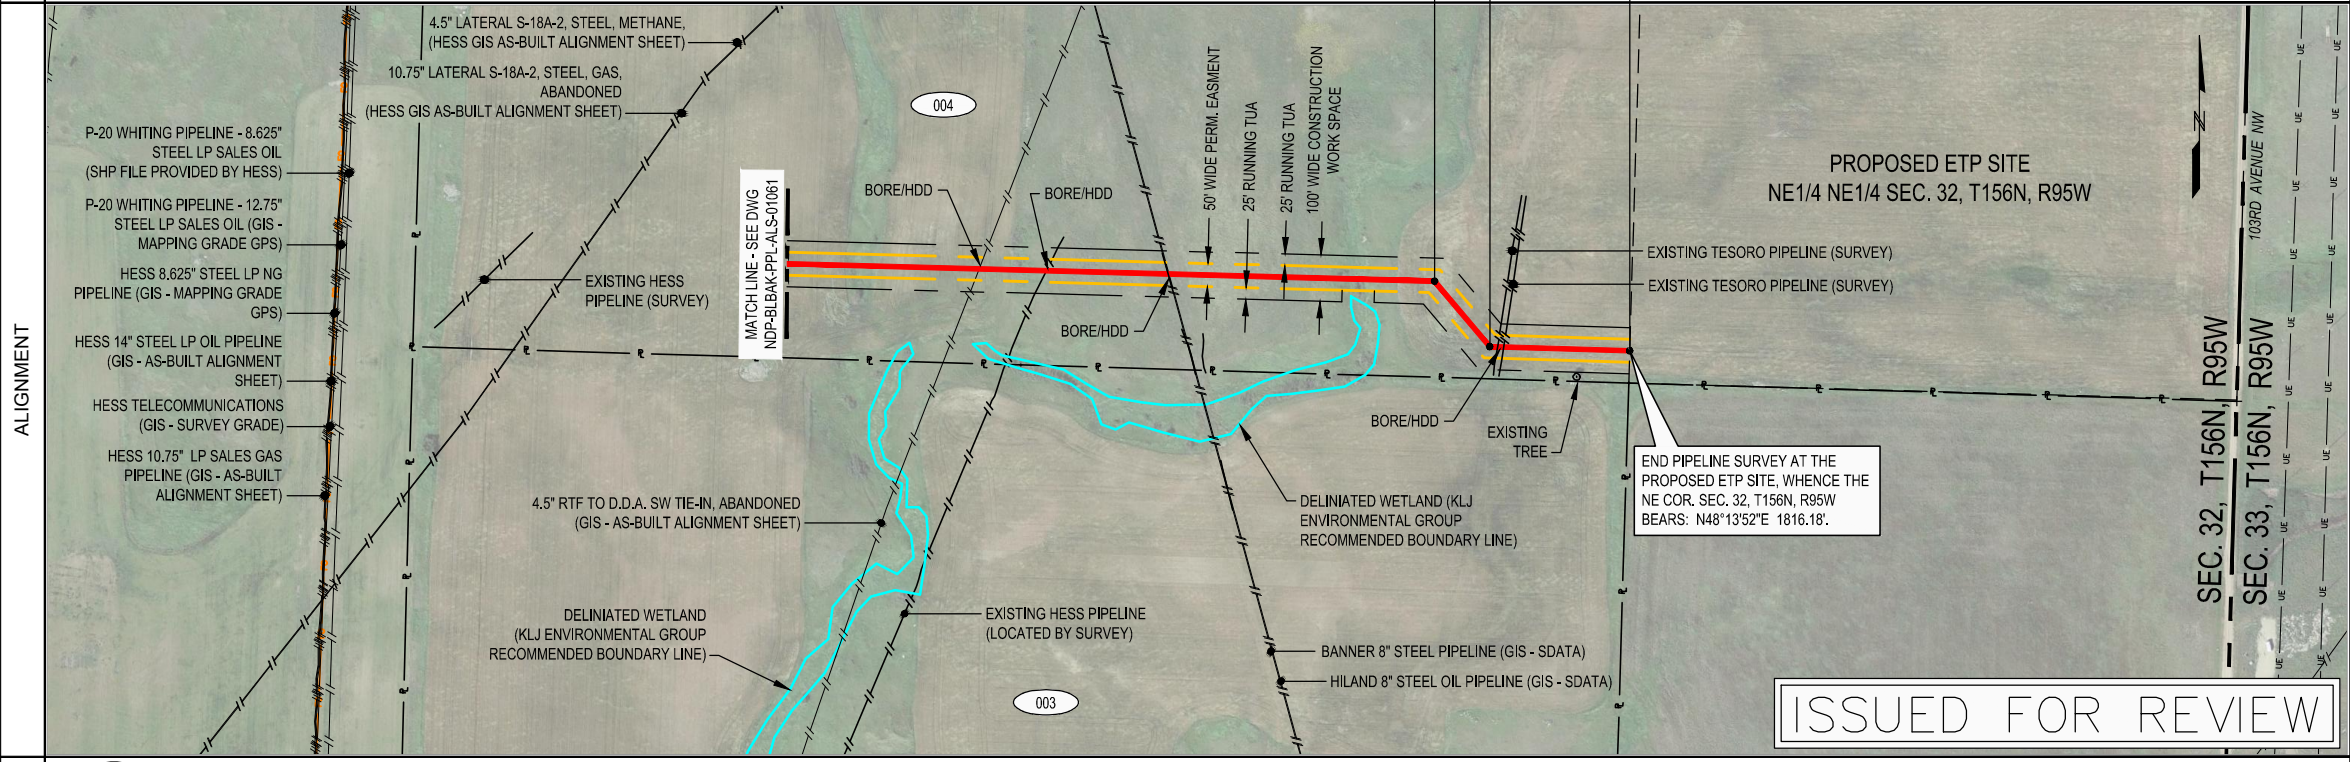 ALIGNMENT
4.5" LATERAL S-18A-2, STEEL, METHANE,
(HESS GIS AS-BUILT ALIGNMENT SHEET)
10.75" LATERAL S-18A-2, STEEL, GAS,
ABANDONED
(HESS GIS AS-BUILT ALIGNMENT SHEET)
P-20 WHITING PIPELINE - 8.625"
STEEL LP SALES OIL
(SHP FILE PROVIDED BY HESS)
P-20 WHITING PIPELINE - 12.75"
STEEL LP SALES OIL (GIS -
MAPPING GRADE GPS)
HESS 8.625" STEEL LP NG
PIPELINE (GIS - MAPPING GRADE
GPS)
HESS 14" STEEL LP OIL PIPELINE
(GIS - AS-BUILT ALIGNMENT
SHEET)
HESS TELECOMMUNICATIONS
(GIS - SURVEY GRADE)
HESS 10.75" LP SALES GAS
PIPELINE (GIS - AS-BUILT
ALIGNMENT SHEET)
EXISTING HESS
PIPELINE (SURVEY)
MATCH LINE - SEE DWG
NDP-BLBAK-PPL-ALS-01061
004
BORE/HDD
BORE/HDD
BORE/HDD
50' WIDE PERM. EASMENT
25' RUNNING TUA
25' RUNNING TUA
100' WIDE CONSTRUCTION
WORK SPACE
PROPOSED ETP SITE
NE1/4 NE1/4 SEC. 32, T156N, R95W
EXISTING TESORO PIPELINE (SURVEY)
EXISTING TESORO PIPELINE (SURVEY)
N
103RD AVENUE NW
SEC. 32, T156N, R95W
SEC. 33, T156N, R95W
BORE/HDD
EXISTING
TREE
END PIPELINE SURVEY AT THE
PROPOSED ETP SITE, WHENCE THE
NE COR. SEC. 32, T156N, R95W
BEARS: N48°13'52"E 1816.18'.
4.5" RTF TO D.D.A. SW TIE-IN, ABANDONED
(GIS - AS-BUILT ALIGNMENT SHEET)
DELINIATED WETLAND (KLJ
ENVIRONMENTAL GROUP
RECOMMENDED BOUNDARY LINE)
DELINIATED WETLAND
(KLJ ENVIRONMENTAL GROUP
RECOMMENDED BOUNDARY LINE)
EXISTING HESS PIPELINE
(LOCATED BY SURVEY)
BANNER 8" STEEL PIPELINE (GIS - SDATA)
HILAND 8" STEEL OIL PIPELINE (GIS - SDATA)
003
ISSUED FOR REVIEW